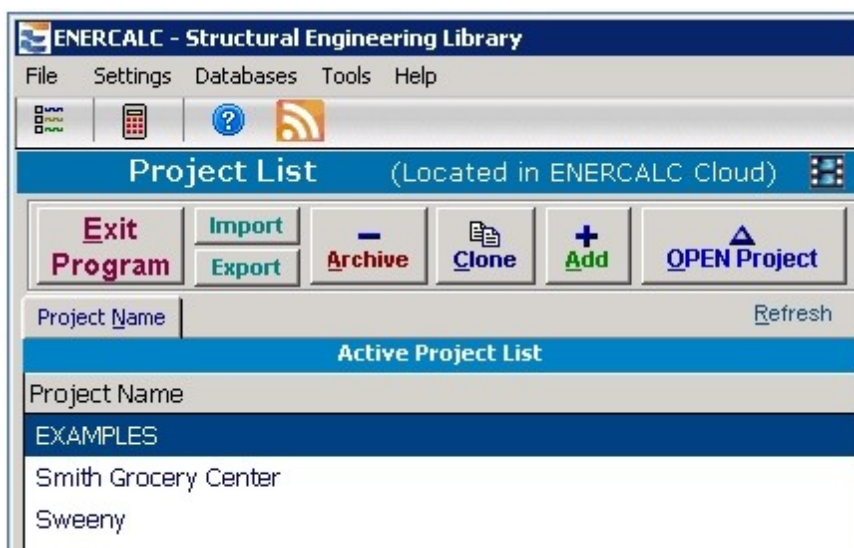 ENERCALC - Structural Engineering Library
File Settings Databases Tools Help
Project List (Located in ENERCALC Cloud)
Exit Program
Import
Export
Archive
Clone
Add
OPEN Project
Project Name
Refresh
Active Project List
Project Name
EXAMPLES
Smith Grocery Center
Sweeny